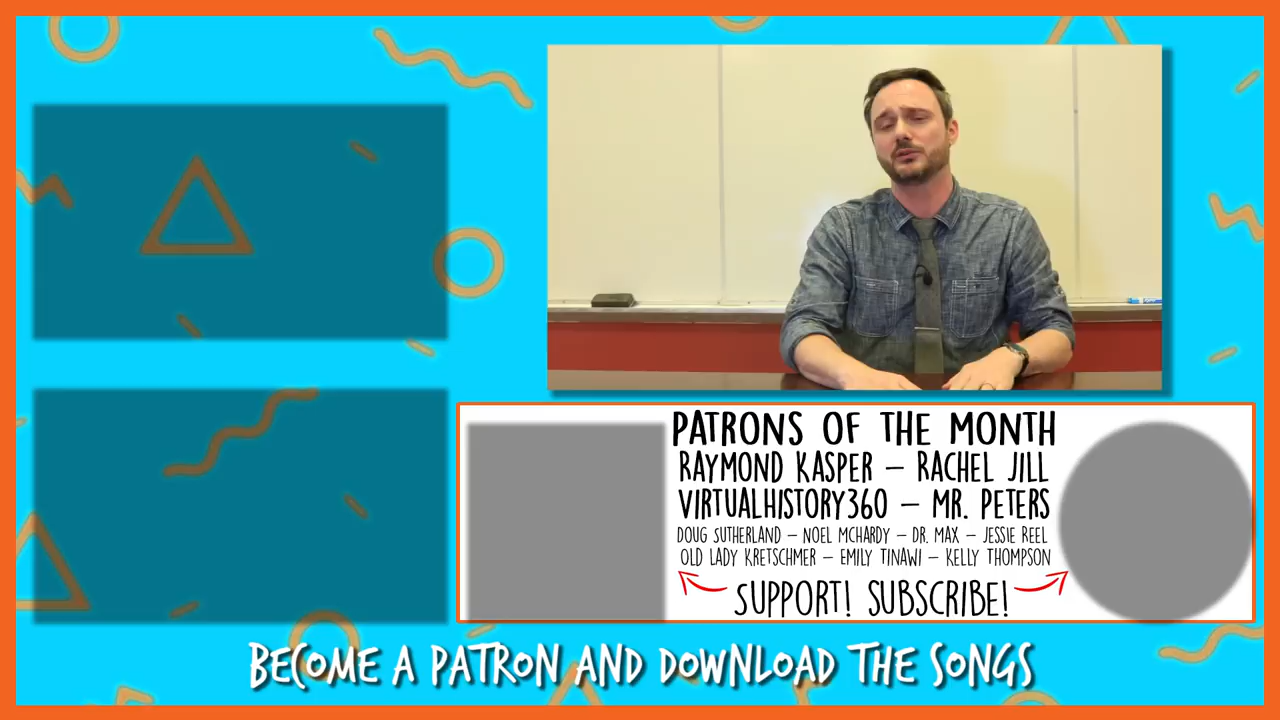 PATRONS OF THE MONTH
RAYMOND KASPER – RACHEL JILL
VIRTUALHISTORY360 – MR. PETERS
DOUG SUTHERLAND – NOEL MCHARDY – DR. MAX – JESSIE REEL
OLD LADY KRETSCHMER – EMILY TINAWI – KELLY THOMPSON
SUPPORT! SUBSCRIBE!
BECOME A PATRON AND DOWNLOAD THE SONGS